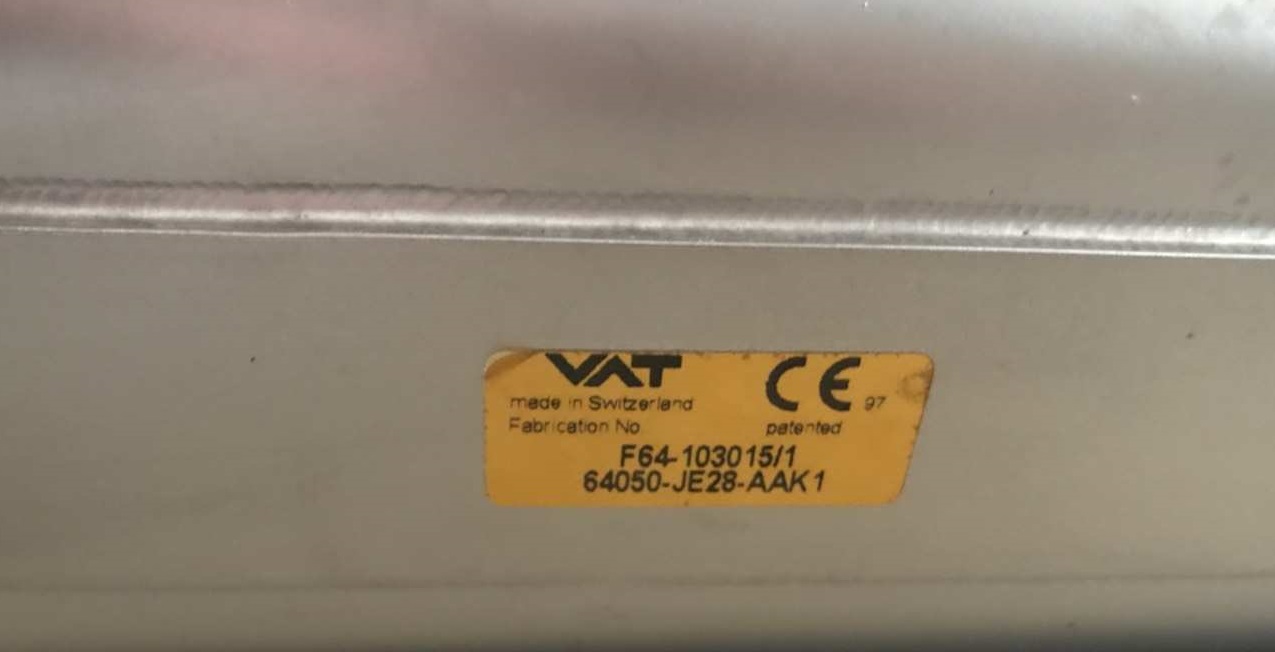 VAT CE 97
made in Switzerland
Fabrication No patented
F64-103015/1
64050-JE28-AAK1